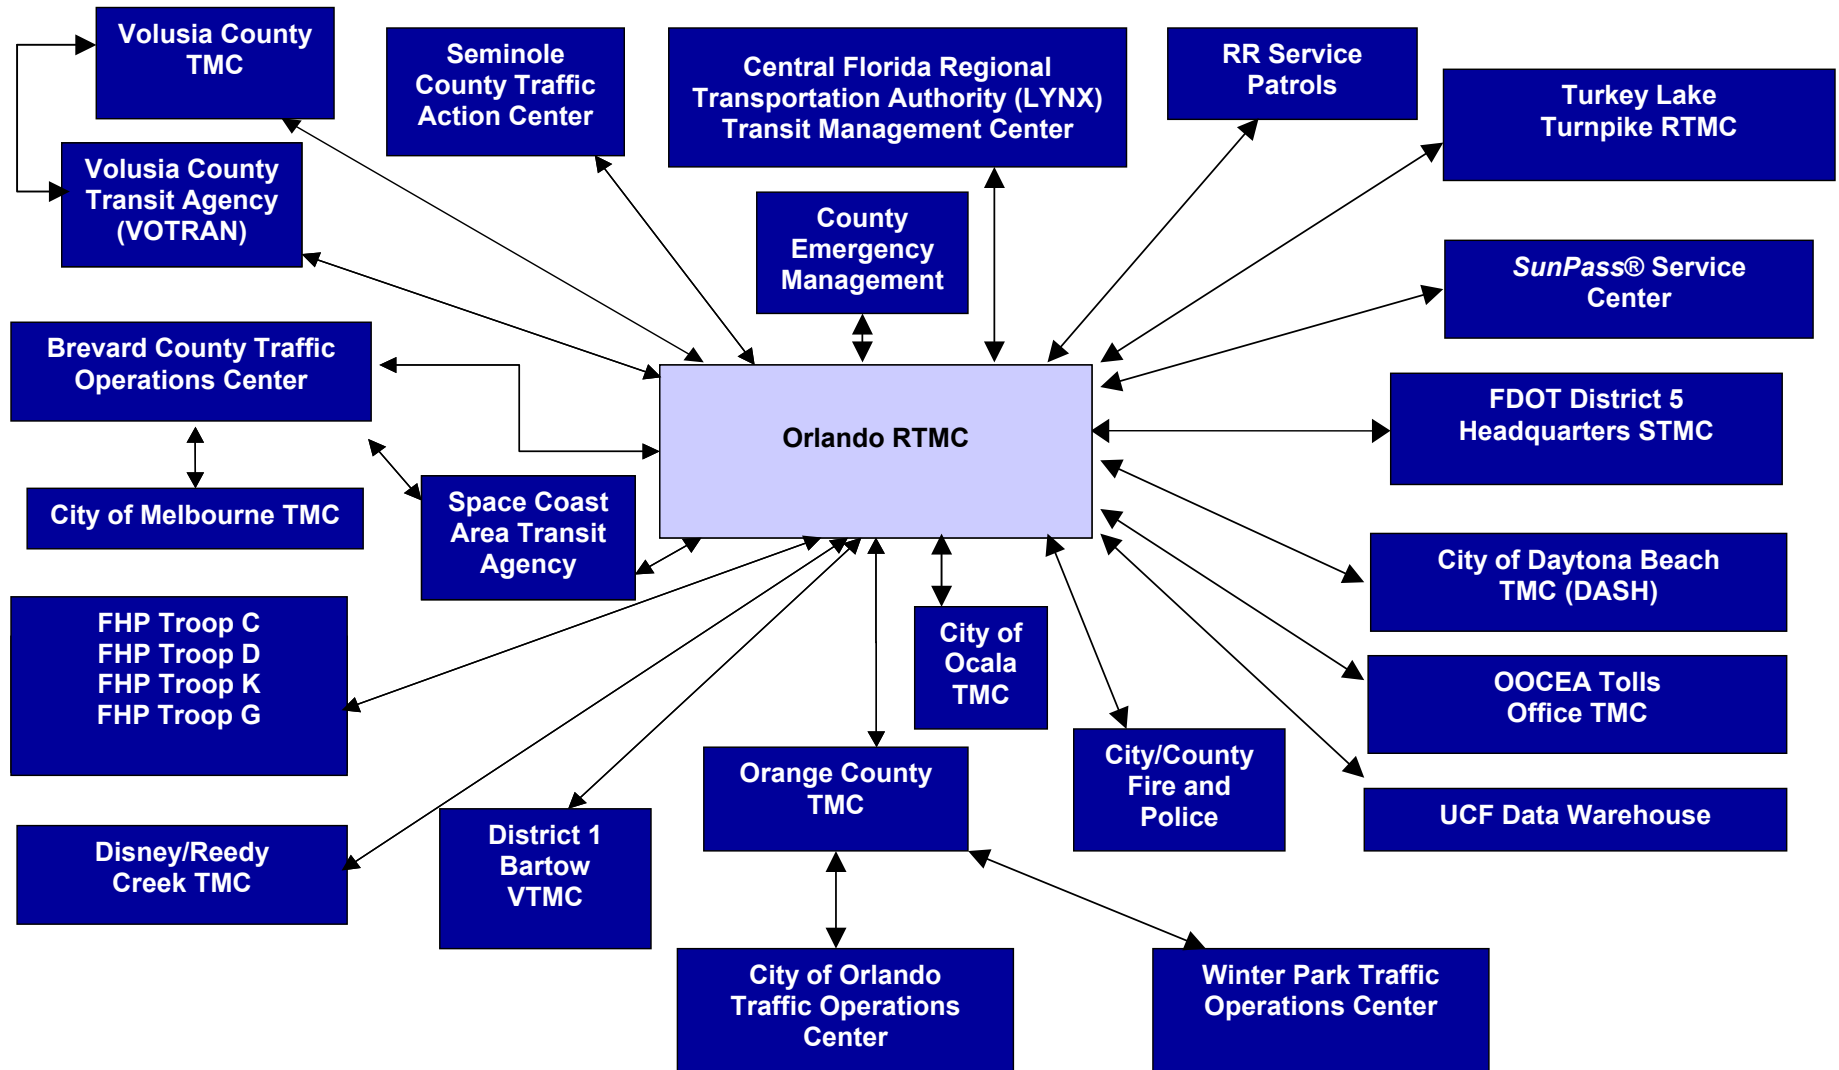 Volusia County
TMC
Seminole
County Traffic
Action Center
Central Florida Regional
Transportation Authority (LYNX)
Transit Management Center
RR Service
Patrols
Turkey Lake
Turnpike RTMC
Volusia County
Transit Agency
(VOTRAN)
County
Emergency
Management
SunPass® Service
Center
Brevard County Traffic
Operations Center
Orlando RTMC
FDOT District 5
Headquarters STMC
City of Melbourne TMC
Space Coast
Area Transit
Agency
City of Daytona Beach
TMC (DASH)
FHP Troop C
FHP Troop D
FHP Troop K
FHP Troop G
City of
Ocala
TMC
OOCEA Tolls
Office TMC
Orange County
TMC
City/County
Fire and
Police
UCF Data Warehouse
Disney/Reedy
Creek TMC
District 1
Bartow
VTMC
City of Orlando
Traffic Operations
Center
Winter Park Traffic
Operations Center